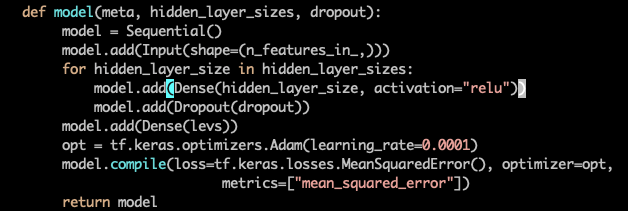 def model(meta, hidden_layer_sizes, dropout):
    model = Sequential()
    model.add(Input(shape=(n_features_in_,)))
    for hidden_layer_size in hidden_layer_sizes:
        model.add(Dense(hidden_layer_size, activation="relu"))
        model.add(Dropout(dropout))
    model.add(Dense(levs))
    opt = tf.keras.optimizers.Adam(learning_rate=0.0001)
    model.compile(loss=tf.keras.losses.MeanSquaredError(), optimizer=opt,
                  metrics=["mean_squared_error"])
    return model